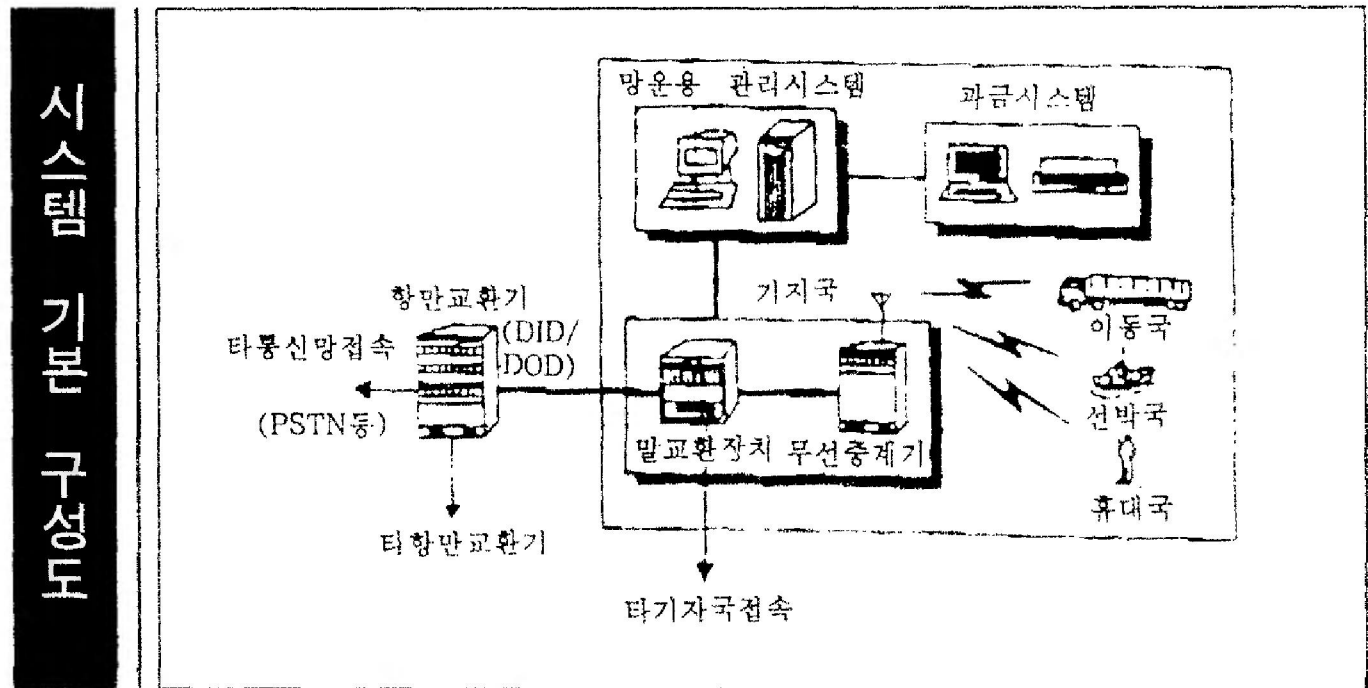 시스템 기본 구성도
망운용 관리시스템
과금시스템
기지국
항만교환기
(DID/
DOD)
타통신망접속
(PSTN등)
이동국
선박국
휴대국
말교환장치 무선중계기
타항만교환기
타기자국접속